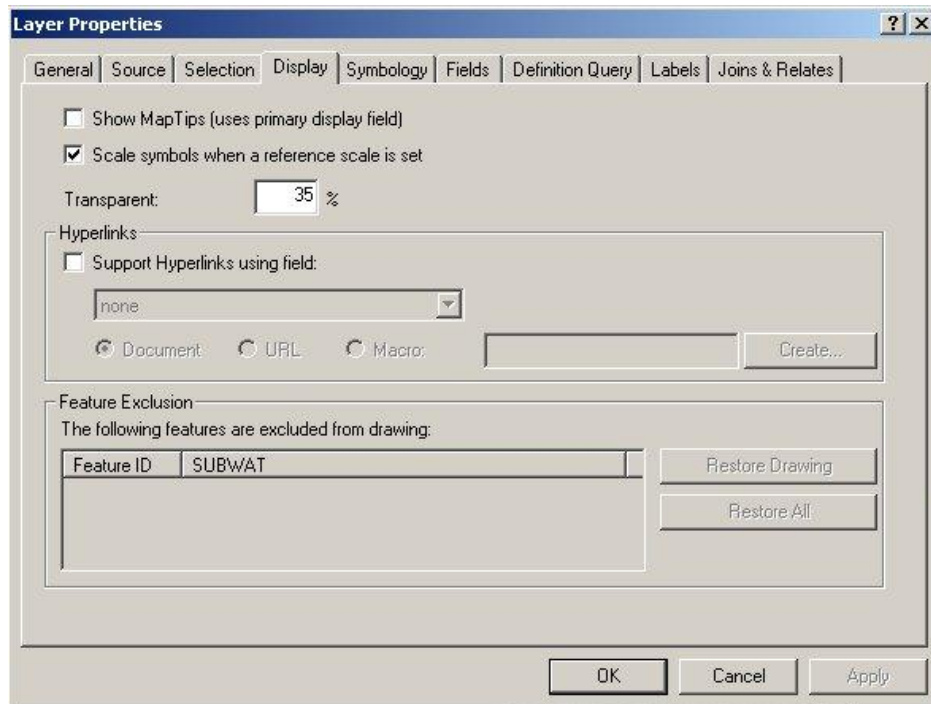 Layer Properties
General Source Selection Display Symbology Fields Definition Query Labels Joins & Relates
Show MapTips (uses primary display field)
Scale symbols when a reference scale is set
Transparent: 35 %
Hyperlinks
Support Hyperlinks using field:
none
Document URL Macro: Create...
Feature Exclusion
The following features are excluded from drawing:
Feature ID SUBWAT
Restore Drawing
Restore All
OK Cancel Apply